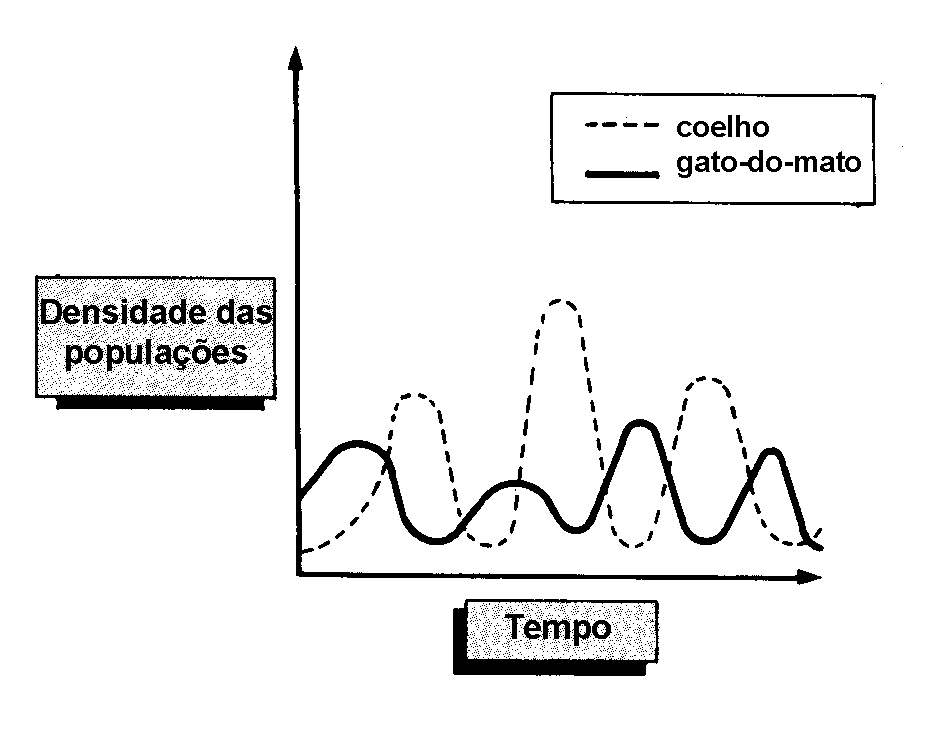 coelho
gato-do-mato
Densidade das
populações
Tempo